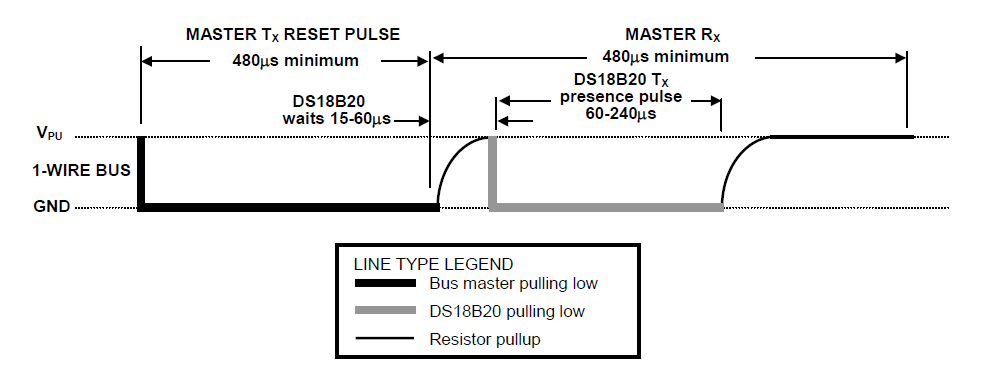 MASTER TX RESET PULSE
480μs minimum
MASTER RX
480μs minimum
DS18B20 TX
presence pulse
60-240μs
DS18B20
waits 15-60μs
VPU
1-WIRE BUS
GND
LINE TYPE LEGEND
Bus master pulling low
DS18B20 pulling low
Resistor pullup